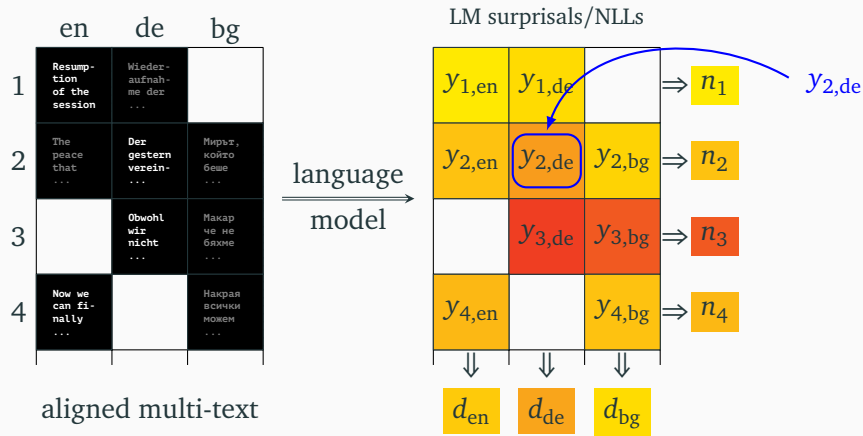 LM surprisals/NLLs
en de bg
1
Resump-
tion
of the
session
Wieder-
aufnah-
me der
...
y1,en
y1,de
n1
y2,de
2
The
peace
that
...
Der
gestern
verein-
...
Мирът,
който
беше
...
language
model
y2,en
y2,de
y2,bg
n2
3
Obwohl
wir
nicht
...
Макар
че не
бяхме
...
y3,de
y3,bg
n3
4
Now we
can fi-
nally
...
Накрая
всички
можем
...
y4,en
y4,bg
n4
aligned multi-text
den
dde
dbg